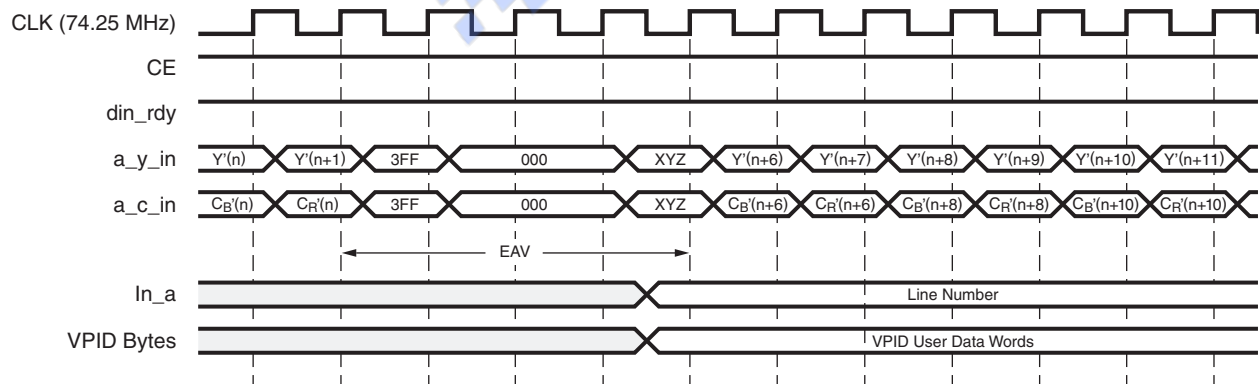 CLK (74.25 MHz)
CE
din_rdy
a_y_in Y'(n) Y'(n+1) 3FF 000 XYZ Y'(n+6) Y'(n+7) Y'(n+8) Y'(n+9) Y'(n+10) Y'(n+11)
a_c_in CB'(n) CR'(n) 3FF 000 XYZ CB'(n+6) CR'(n+6) CB'(n+8) CR'(n+8) CB'(n+10) CR'(n+10)
EAV
ln_a Line Number
VPID Bytes VPID User Data Words